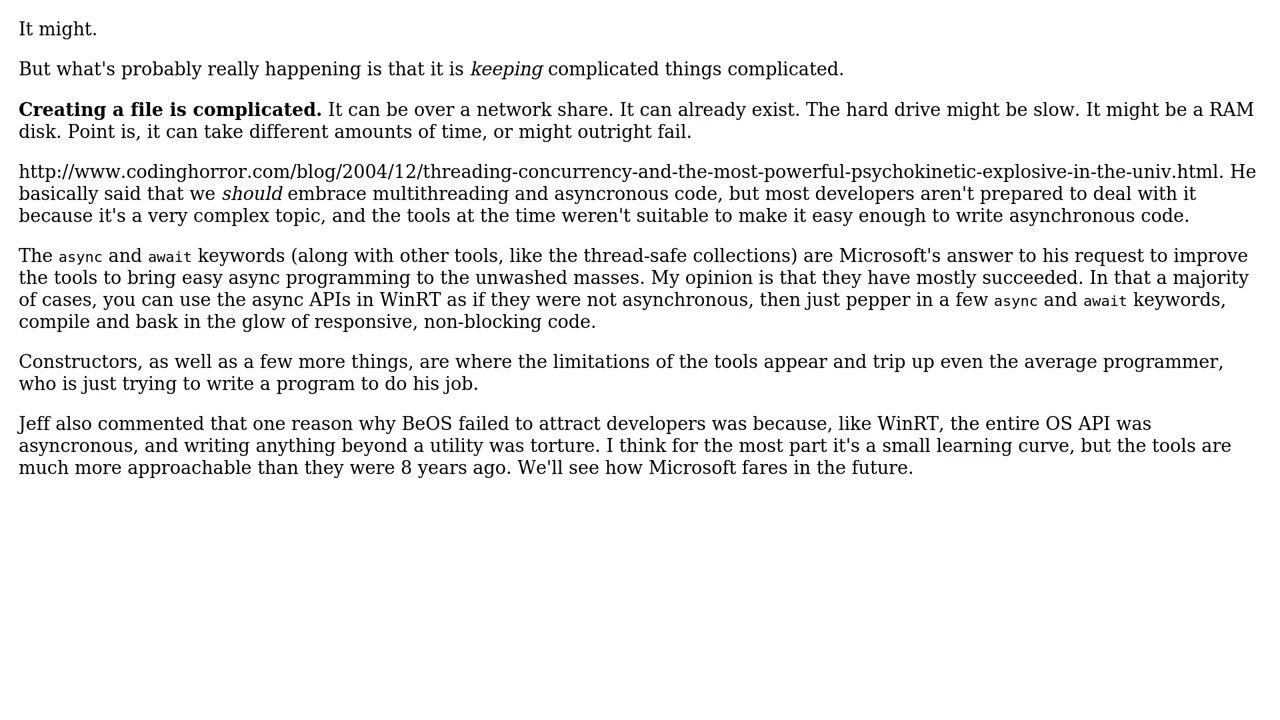 It might.
But what's probably really happening is that it is keeping complicated things complicated.
Creating a file is complicated. It can be over a network share. It can already exist. The hard drive might be slow. It might be a RAM
disk. Point is, it can take different amounts of time, or might outright fail.
http://www.codinghorror.com/blog/2004/12/threading-concurrency-and-the-most-powerful-psychokinetic-explosive-in-the-univ.html. He
basically said that we should embrace multithreading and asyncronous code, but most developers aren't prepared to deal with it
because it's a very complex topic, and the tools at the time weren't suitable to make it easy enough to write asynchronous code.
The async and await keywords (along with other tools, like the thread-safe collections) are Microsoft's answer to his request to improve
the tools to bring easy async programming to the unwashed masses. My opinion is that they have mostly succeeded. In that a majority
of cases, you can use the async APIs in WinRT as if they were not asynchronous, then just pepper in a few async and await keywords,
compile and bask in the glow of responsive, non-blocking code.
Constructors, as well as a few more things, are where the limitations of the tools appear and trip up even the average programmer,
who is just trying to write a program to do his job.
Jeff also commented that one reason why BeOS failed to attract developers was because, like WinRT, the entire OS API was
asyncronous, and writing anything beyond a utility was torture. I think for the most part it's a small learning curve, but the tools are
much more approachable than they were 8 years ago. We'll see how Microsoft fares in the future.